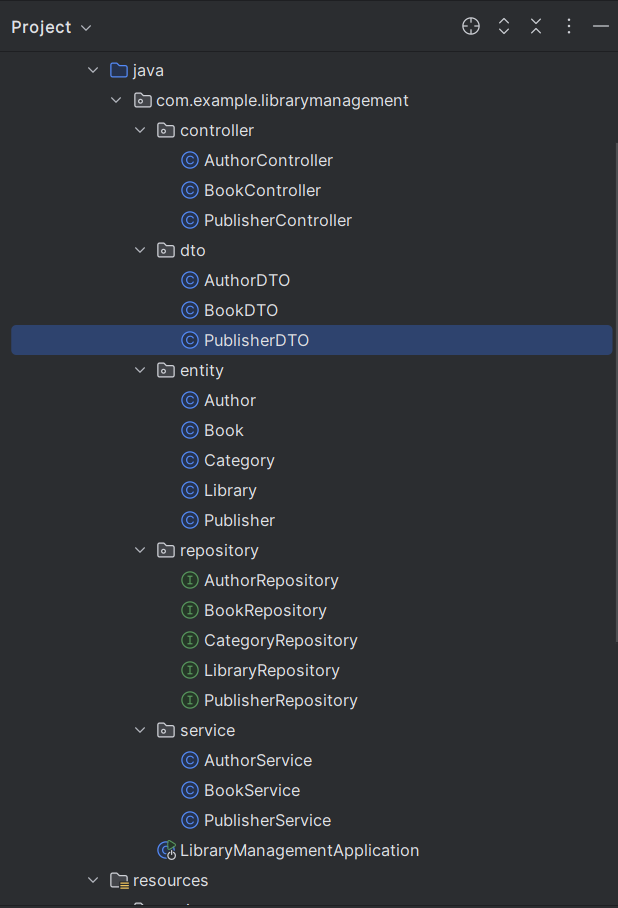 Project
java
com.example.librarymanagement
controller
AuthorController
BookController
PublisherController
dto
AuthorDTO
BookDTO
PublisherDTO
entity
Author
Book
Category
Library
Publisher
repository
AuthorRepository
BookRepository
CategoryRepository
LibraryRepository
PublisherRepository
service
AuthorService
BookService
PublisherService
LibraryManagementApplication
resources